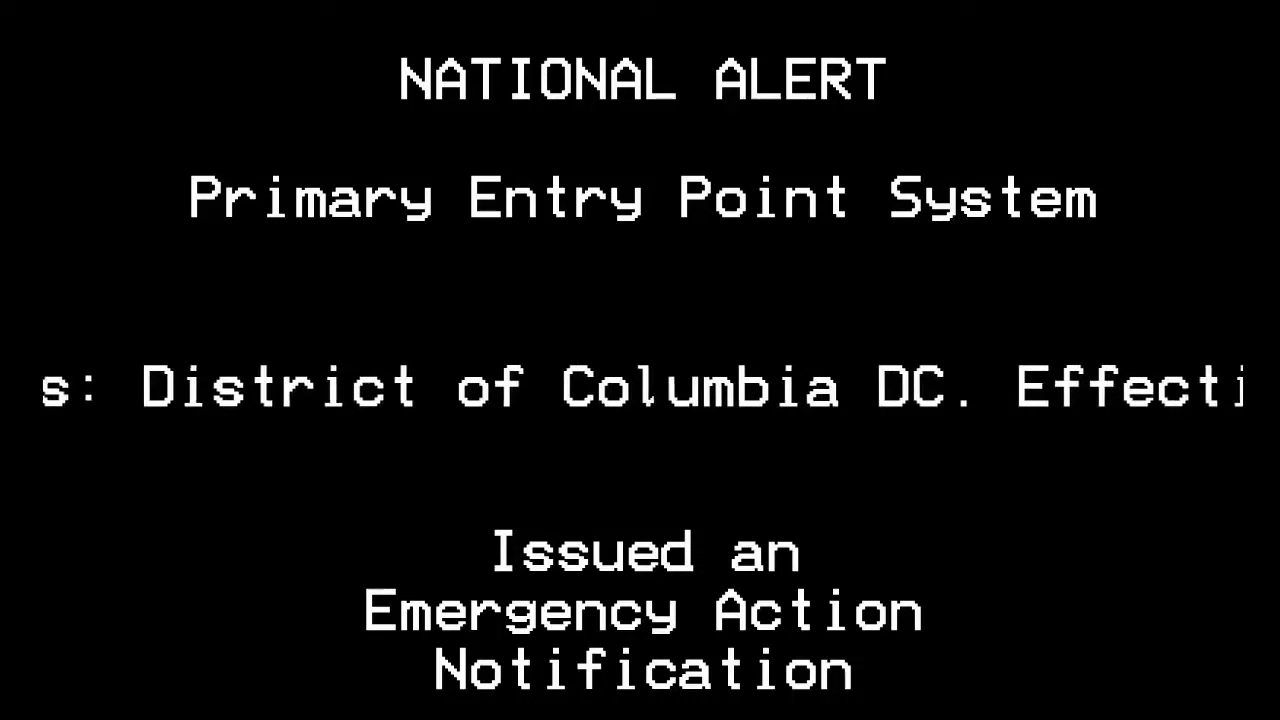 NATIONAL ALERT
Primary Entry Point System
s: District of Columbia DC. Effecti
Issued an
Emergency Action
Notification